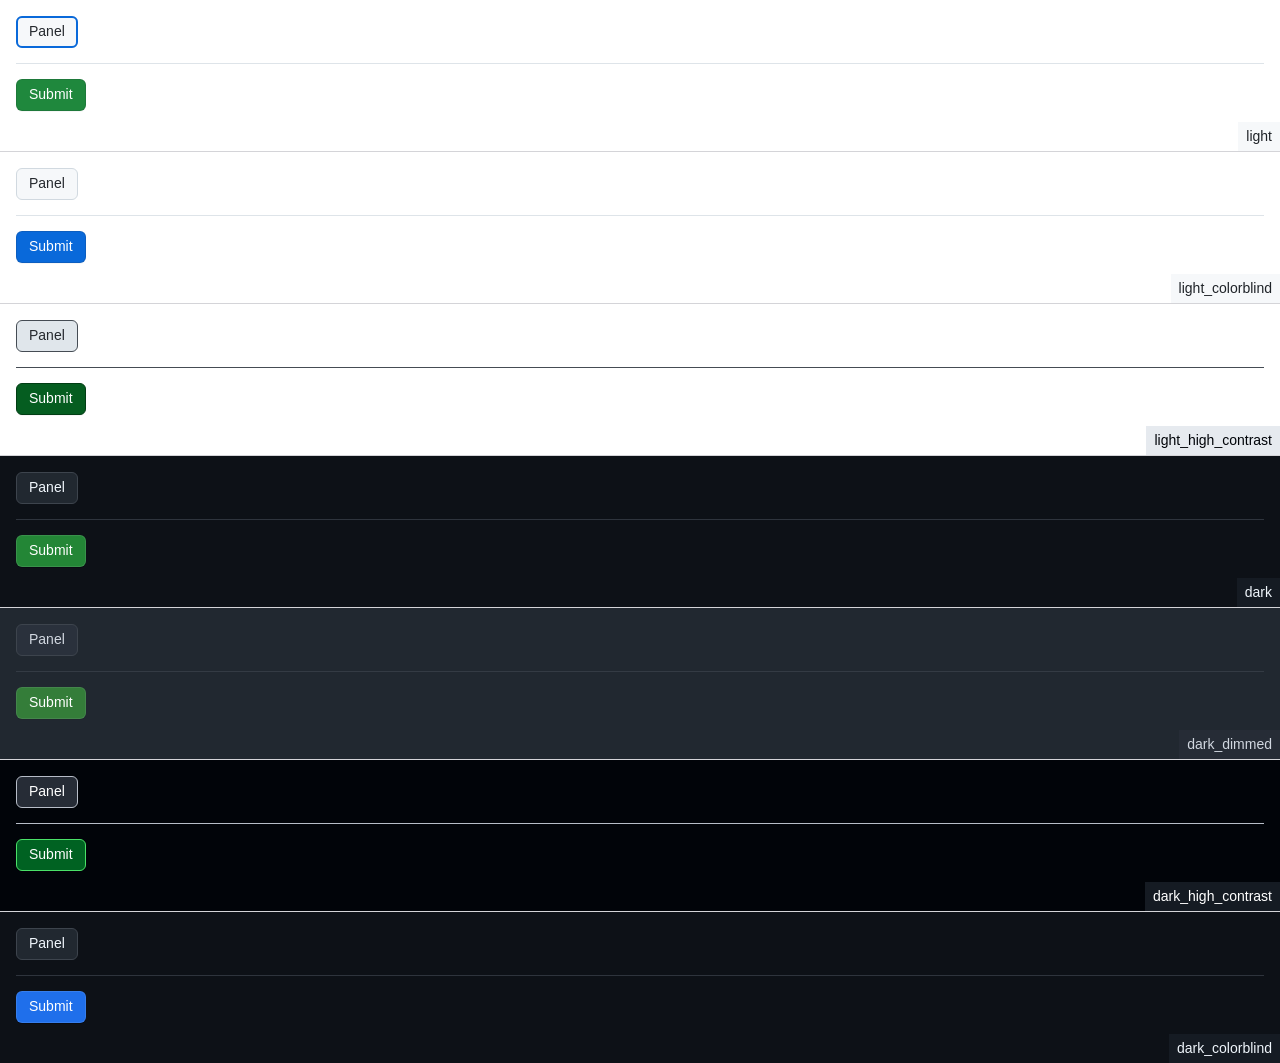 Panel
Submit
light
Panel
Submit
light_colorblind
Panel
Submit
light_high_contrast
Panel
Submit
dark
Panel
Submit
dark_dimmed
Panel
Submit
dark_high_contrast
Panel
Submit
dark_colorblind